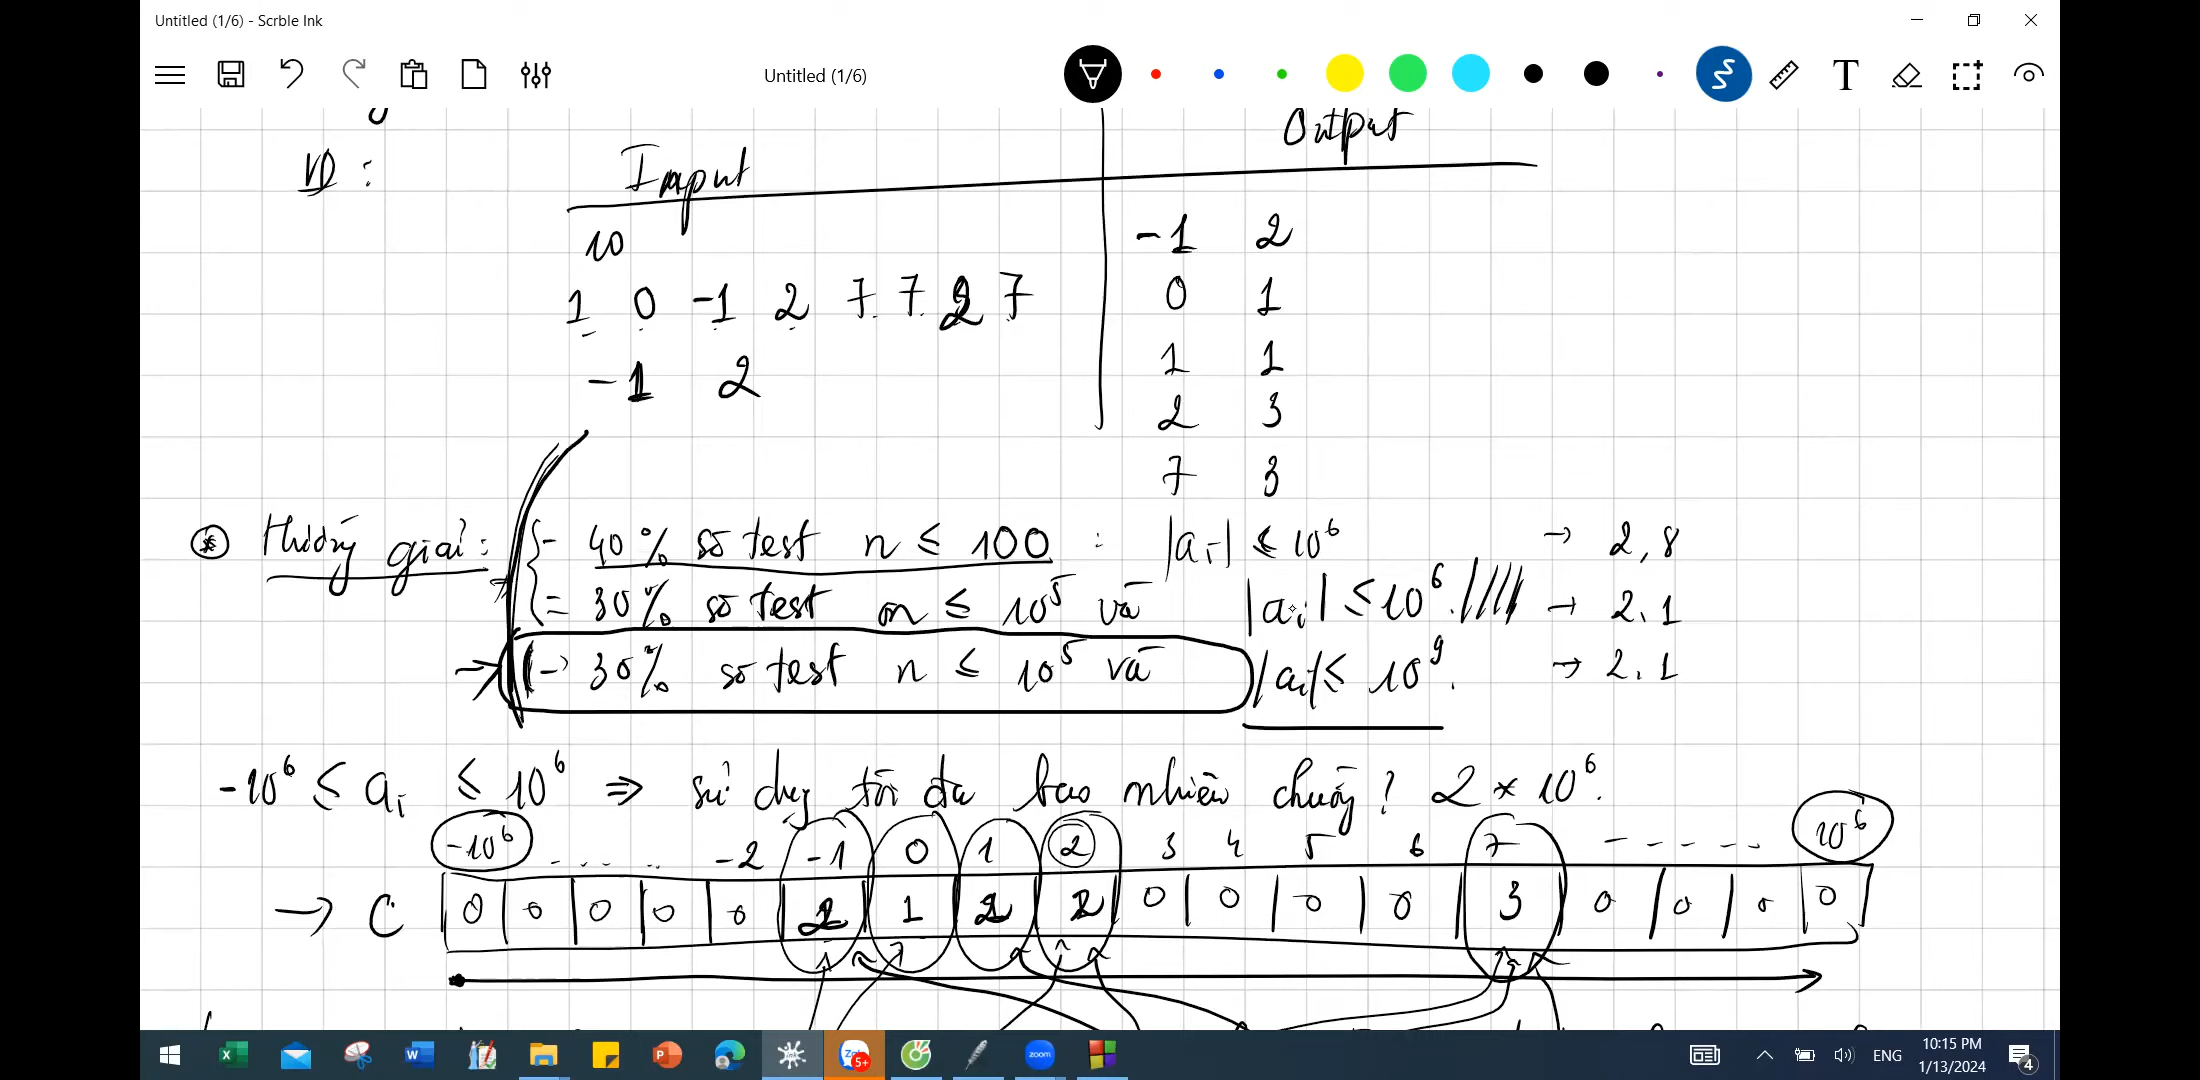 Untitled (1/6) - Scrble Ink
Untitled (1/6)
VD : Input Output
10 -1 2
1 0 -1 2 7 7 2 7 0 1
-1 2 1 1
2 3
7 3
Hướng giải : - 40% số test n ≤ 100 : |ai| ≤ 10^6 → 2,8
= 30% số test n ≤ 10^5 và |ai| ≤ 10^6. → 2.1
→ 30% số test n ≤ 10^5 và |ai| ≤ 10^9. → 2.1
-10^6 ≤ ai ≤ 10^6 ⇒ sử dụng tối đa bao nhiêu chuồng? 2 × 10^6.
-10^6 ..... -2 -1 0 1 2 3 4 5 6 7 - - - - - 10^6
→ C 0 0 0 0 0 2 1 2 2 0 0 0 0 3 0 0 0 0
ENG
10:15 PM
1/13/2024
4
5+
zoom